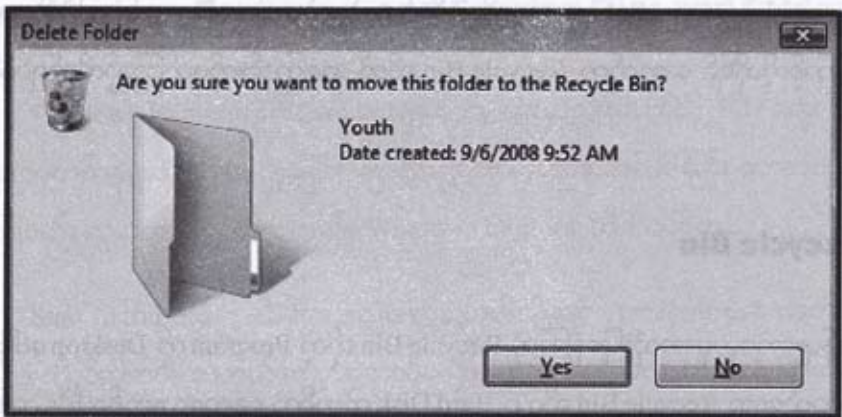 Delete Folder
Are you sure you want to move this folder to the Recycle Bin?
Youth
Date created: 9/6/2008 9:52 AM
Yes
No